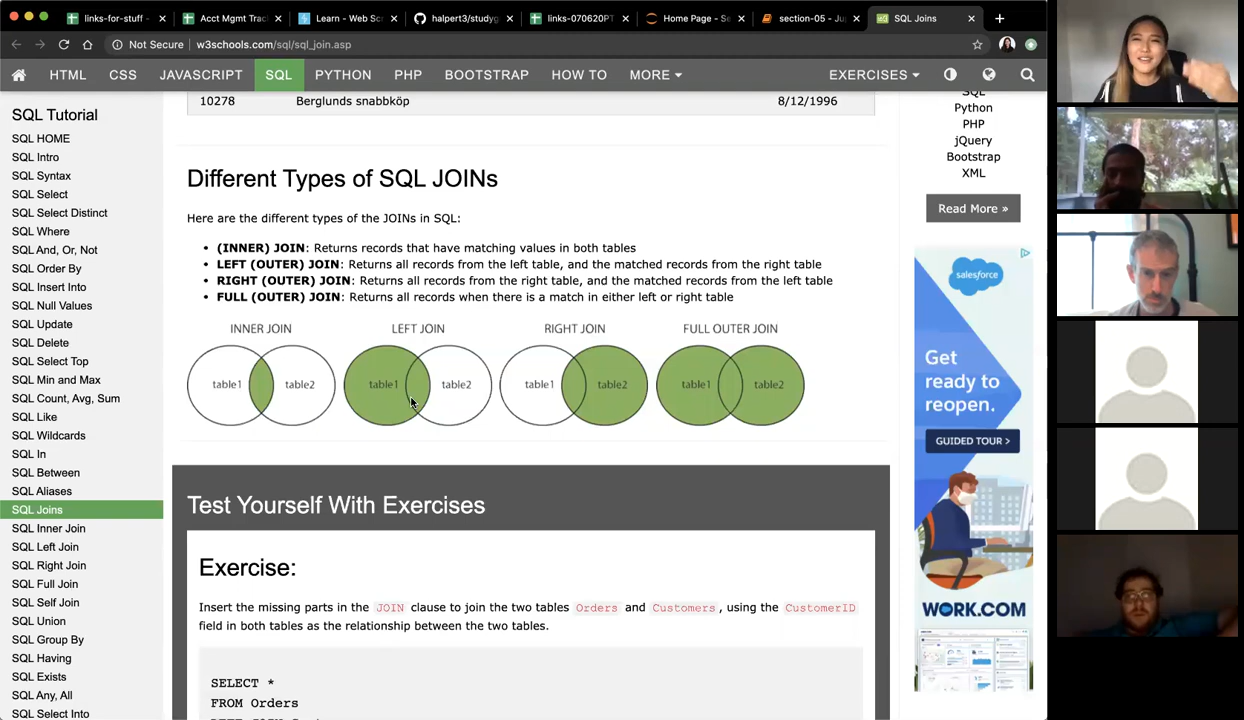 links-for-stuff -
Acct Mgmt Trac
Learn - Web Scr
halpert3/studyg
links-070620PT
Home Page - Se
section-05 - Ju
SQL Joins
Not Secure
w3schools.com/sql/sql_join.asp
HTML
CSS
JAVASCRIPT
SQL
PYTHON
PHP
BOOTSTRAP
HOW TO
MORE
EXERCISES
SQL Tutorial
SQL HOME
SQL Intro
SQL Syntax
SQL Select
SQL Select Distinct
SQL Where
SQL And, Or, Not
SQL Order By
SQL Insert Into
SQL Null Values
SQL Update
SQL Delete
SQL Select Top
SQL Min and Max
SQL Count, Avg, Sum
SQL Like
SQL Wildcards
SQL In
SQL Between
SQL Aliases
SQL Joins
SQL Inner Join
SQL Left Join
SQL Right Join
SQL Full Join
SQL Self Join
SQL Union
SQL Group By
SQL Having
SQL Exists
SQL Any, All
SQL Select Into
10278 Berglunds snabbköp 8/12/1996
Different Types of SQL JOINs
Here are the different types of the JOINs in SQL:
• (INNER) JOIN: Returns records that have matching values in both tables
• LEFT (OUTER) JOIN: Returns all records from the left table, and the matched records from the right table
• RIGHT (OUTER) JOIN: Returns all records from the right table, and the matched records from the left table
• FULL (OUTER) JOIN: Returns all records when there is a match in either left or right table
INNER JOIN
LEFT JOIN
RIGHT JOIN
FULL OUTER JOIN
table1
table2
table1
table2
table1
table2
table1
table2
Test Yourself With Exercises
Exercise:
Insert the missing parts in the JOIN clause to join the two tables Orders and Customers, using the CustomerID
field in both tables as the relationship between the two tables.
SELECT *
FROM Orders
SQL
Python
PHP
jQuery
Bootstrap
XML
Read More »
salesforce
Get
ready to
reopen.
GUIDED TOUR >
WORK.COM